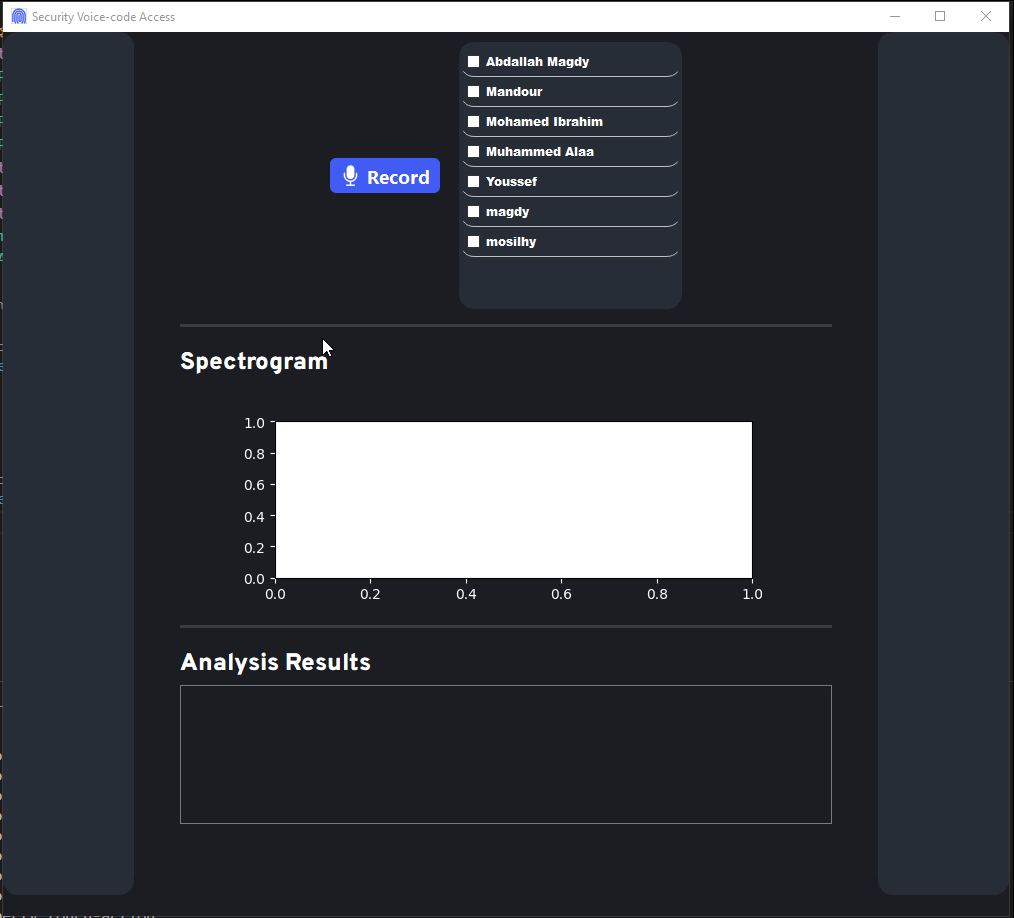 Security Voice-code Access
Abdallah Magdy
Mandour
Mohamed Ibrahim
Muhammed Alaa
Youssef
magdy
mosilhy
Record
Spectrogram
1.0
0.8
0.6
0.4
0.2
0.0
0.0 0.2 0.4 0.6 0.8 1.0
Analysis Results